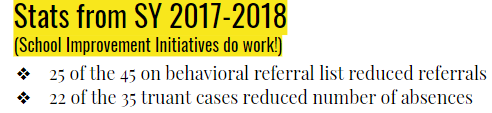 Stats from SY 2017-2018
(School Improvement Initiatives do work!)
❖ 25 of the 45 on behavioral referral list reduced referrals
❖ 22 of the 35 truant cases reduced number of absences